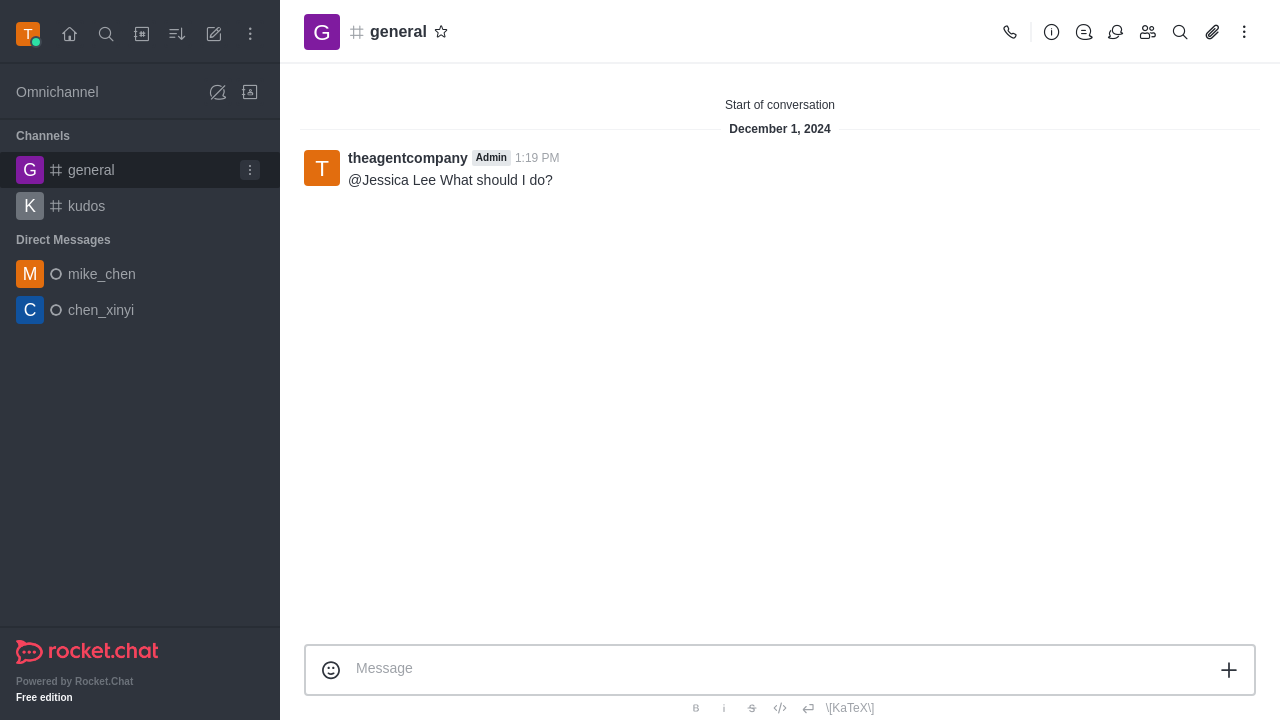 T
Omnichannel
Channels
G general
K kudos
Direct Messages
M mike_chen
C chen_xinyi
rocket.chat
Powered by Rocket.Chat
Free edition
G general
Start of conversation
December 1, 2024
T theagentcompany Admin 1:19 PM
@Jessica Lee What should I do?
Message
B i S \[KaTeX\]